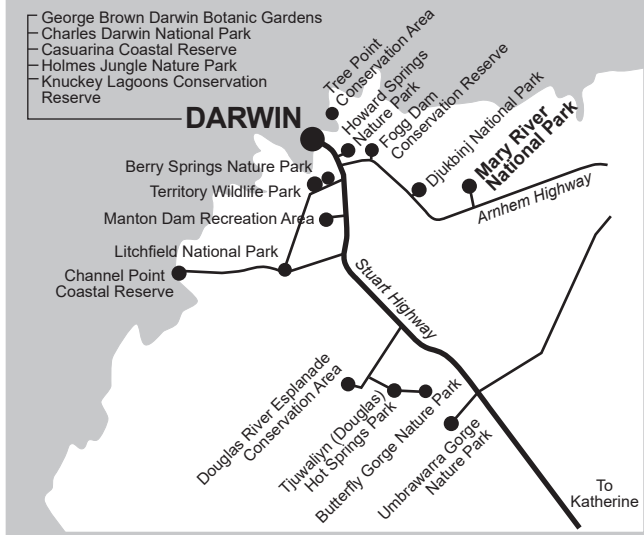 George Brown Darwin Botanic Gardens
Charles Darwin National Park
Casuarina Coastal Reserve
Holmes Jungle Nature Park
Knuckey Lagoons Conservation
Reserve
DARWIN
Tree Point
Conservation Area
Howard Springs
Nature Park
Fogg Dam
Conservation Reserve
Djukbinj National Park
Mary River
National Park
Berry Springs Nature Park
Territory Wildlife Park
Arnhem Highway
Manton Dam Recreation Area
Litchfield National Park
Channel Point
Coastal Reserve
Stuart Highway
Douglas River Esplanade
Conservation Area
Tjuwaliyn (Douglas)
Hot Springs Park
Butterfly Gorge Nature Park
Umbrawarra Gorge
Nature Park
To
Katherine